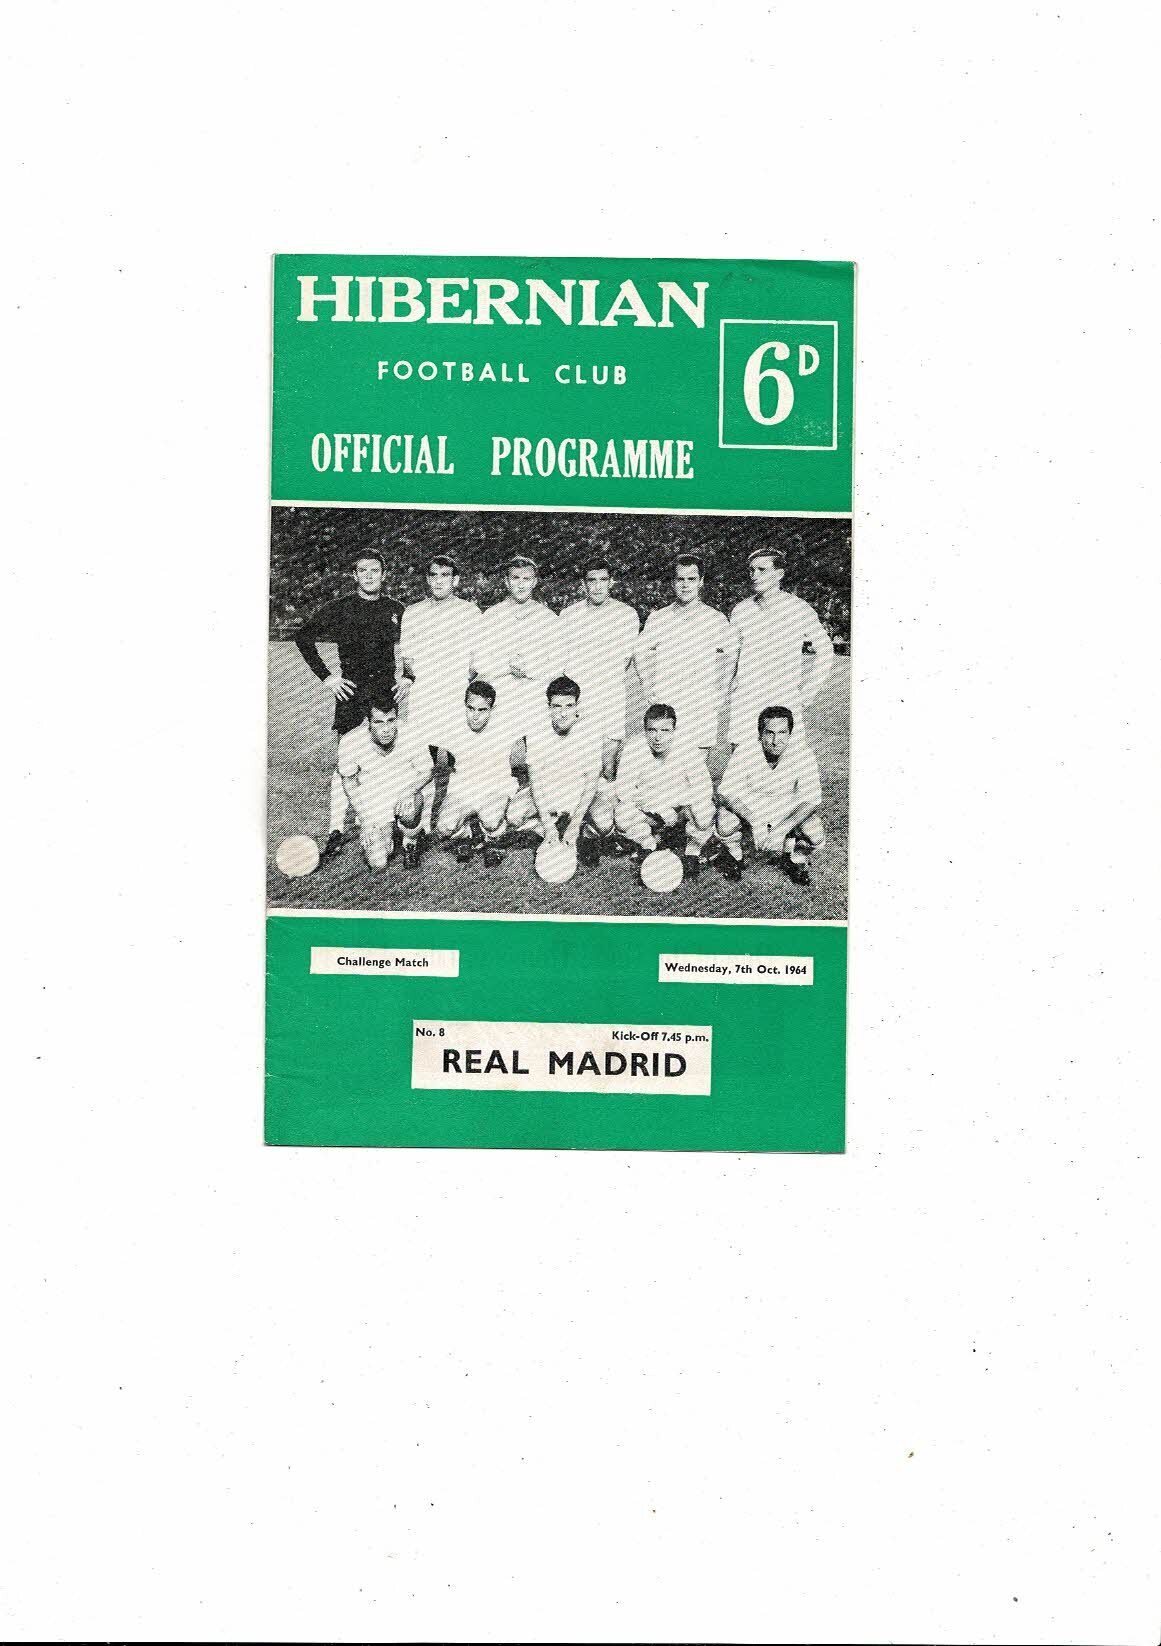 HIBERNIAN
FOOTBALL CLUB
6D
OFFICIAL PROGRAMME
Challenge Match
Wednesday, 7th Oct. 1964
No. 8
Kick-Off 7.45 p.m.
REAL MADRID